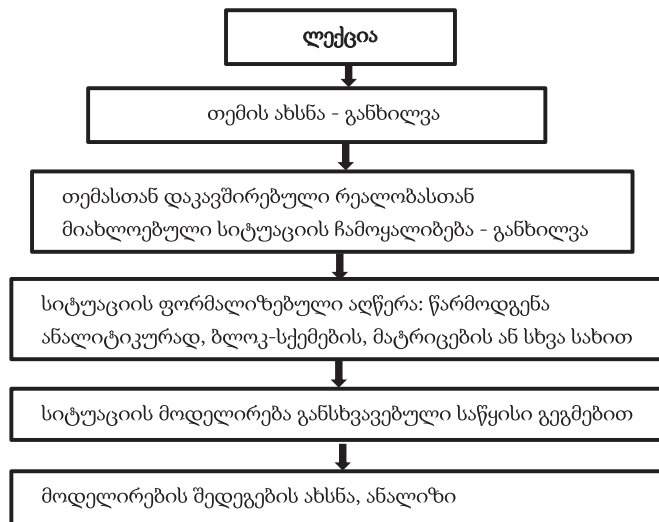 ლექცია
თემის ახსნა - განხილვა
თემასთან დაკავშირებული რეალობასთან
მიახლოებული სიტუაციის ჩამოყალიბება - განხილვა
სიტუაციის ფორმალიზებული აღწერა: წარმოდგენა
ანალიტიკურად, ბლოკ-სქემების, მატრიცების ან სხვა სახით
სიტუაციის მოდელირება განსხვავებული საწყისი გეგმებით
მოდელირების შედეგების ახსნა, ანალიზი